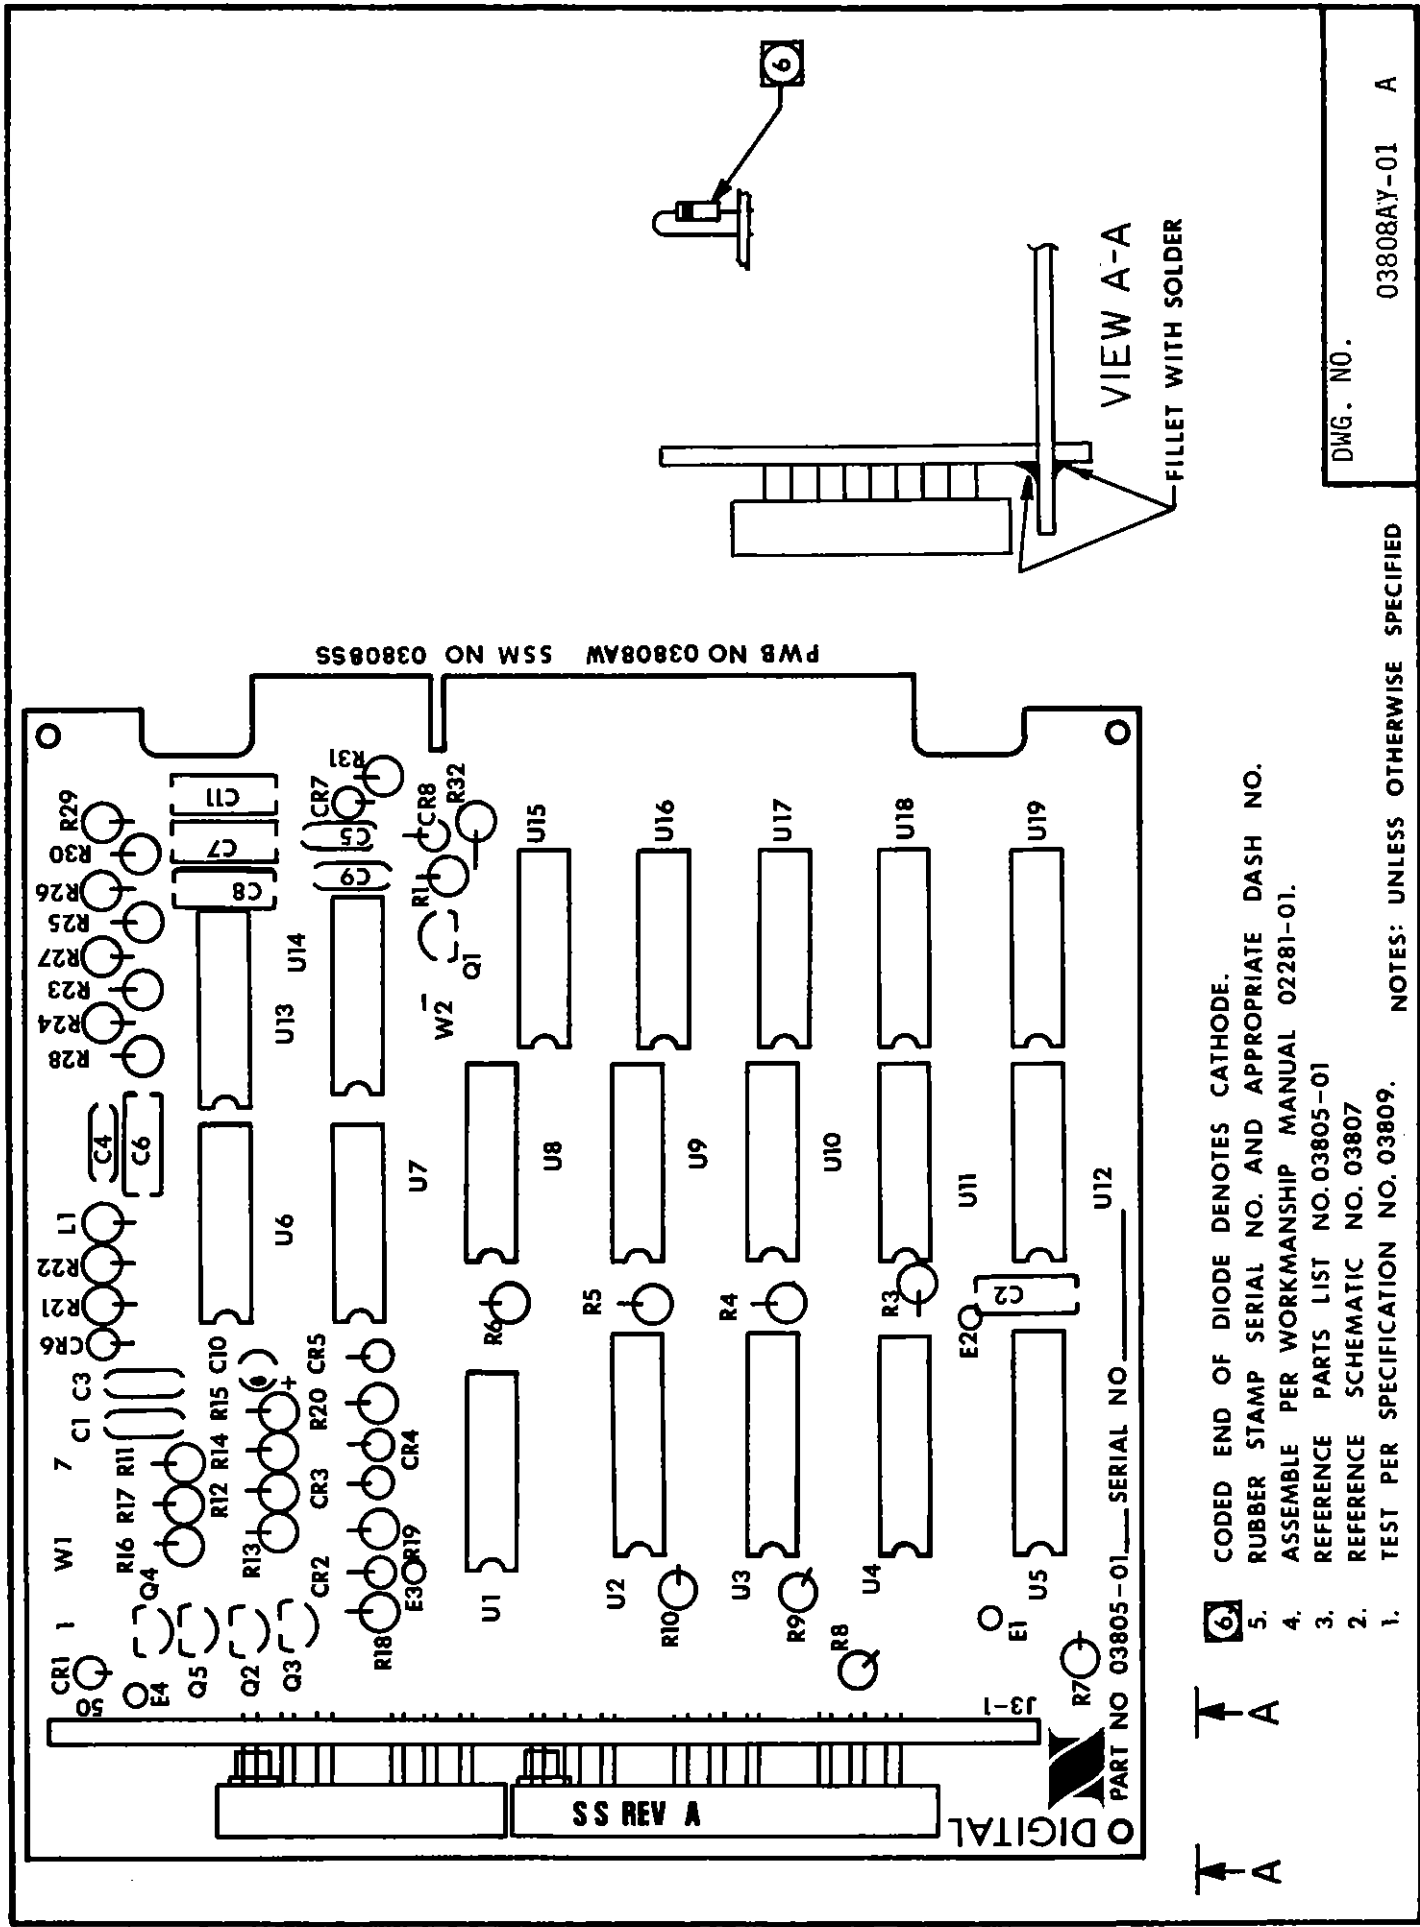 R29
R30
R26
R25
R27
R23
R24
R28
C4
C6
L1
R22
R21
CR6
C3
C1
7
W1
1
CR1
50
E4
C11
C7
C8
U14
U13
U6
C10
R15
+
R14
R11
R17
R12
R16
R13
Q4
Q5
Q2
Q3
R31
CR7
C5
C9
CR8
R32
R1
Q1
W2
U7
CR5
R20
CR4
CR3
R19
CR2
E3
R18
U15
U16
U17
U18
U19
U8
U9
U10
U11
U12
R6
R5
R4
R3
E2
C2
U1
U2
U3
U4
U5
R10
R9
R8
E1
R7
J3-1
SS REV A
DIGITAL
PART NO 03805-01 SERIAL NO
PWB NO 03808AW SSM NO 03808SS
6
VIEW A-A
FILLET WITH SOLDER
A
A
6 CODED END OF DIODE DENOTES CATHODE.
5. RUBBER STAMP SERIAL NO. AND APPROPRIATE DASH NO.
4. ASSEMBLE PER WORKMANSHIP MANUAL 02281-01.
3. REFERENCE PARTS LIST NO. 03805-01
2. REFERENCE SCHEMATIC NO. 03807
1. TEST PER SPECIFICATION NO. 03809.
NOTES: UNLESS OTHERWISE SPECIFIED
DWG. NO.
03808AY-01 A